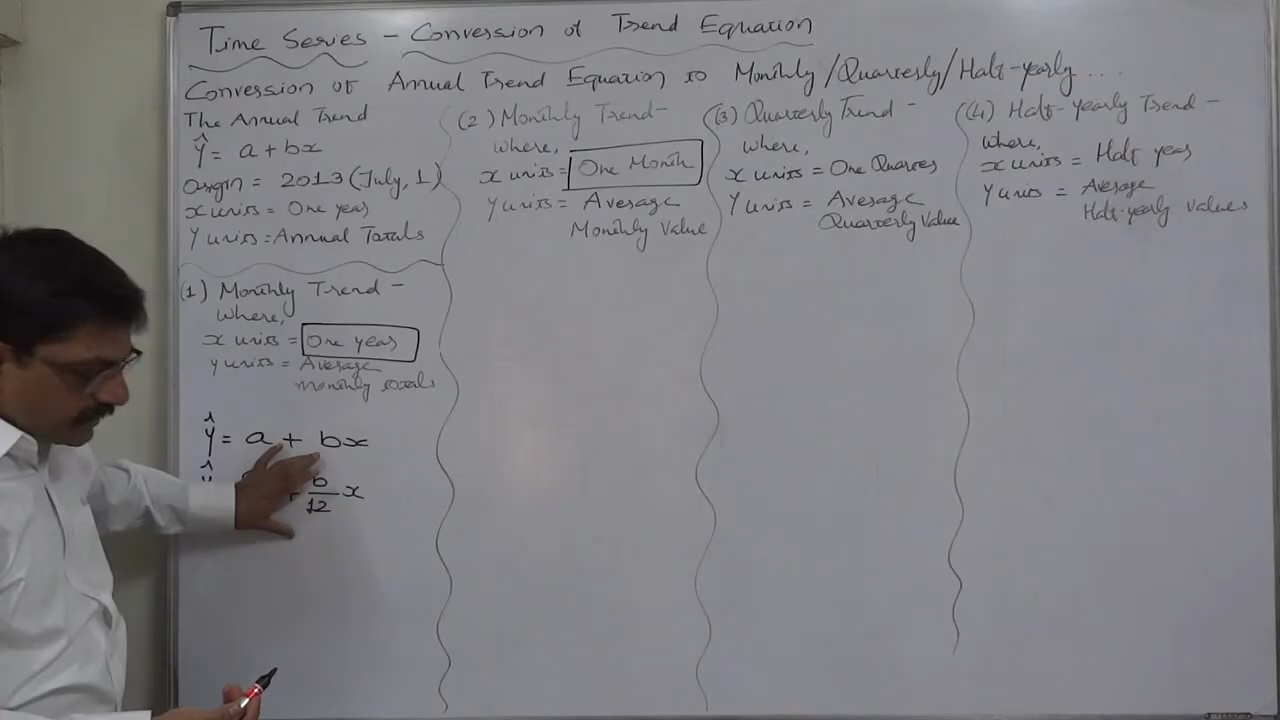 Time Series - Conversion of Trend Equation
Conversion of Annual Trend Equation to Monthly/Quarterly/Half-yearly ....
The Annual Trend
ŷ = a + bx
Origin = 2013 (July, 1)
x units = One year
Y units = Annual Totals
(1) Monthly Trend -
where,
x units = One year
y units = Average
monthly totals
ŷ = a + bx
b/12 x
(2) Monthly Trend -
where,
x units = One Month
Y units = Average
Monthly Value
(3) Quarterly Trend -
where,
x units = One Quarter
Y units = Average
Quarterly Value
(4) Half-yearly Trend -
where,
x units = Half year
Y units = Average
Half-yearly values